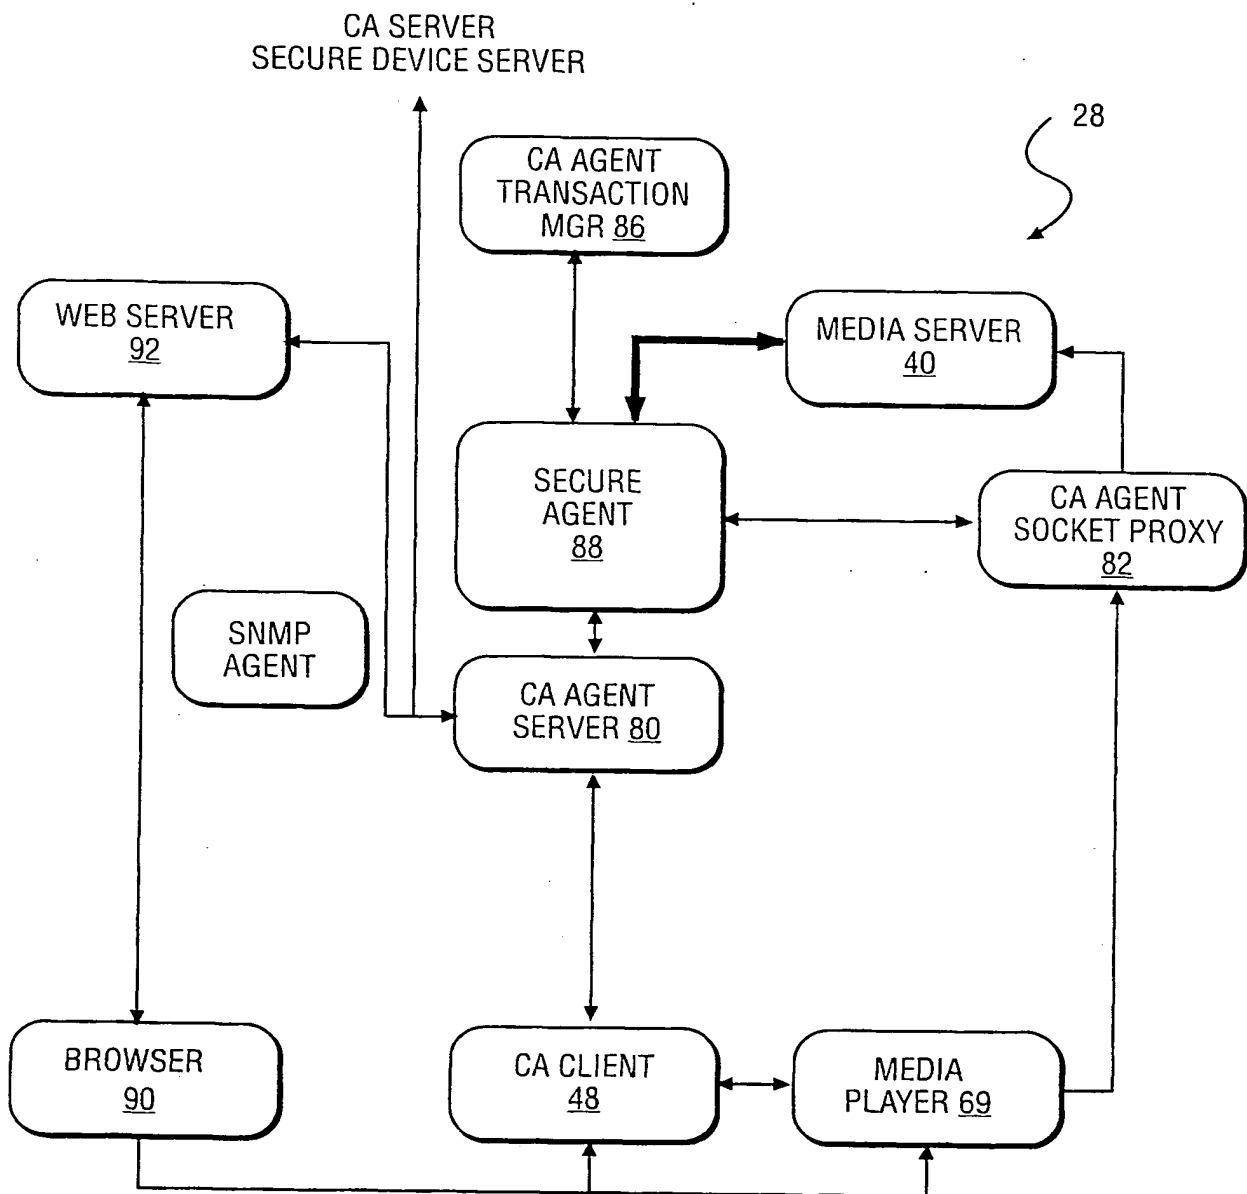 CA SERVER
SECURE DEVICE SERVER
28
CA AGENT
TRANSACTION
MGR 86
WEB SERVER
92
MEDIA SERVER
40
SECURE
AGENT
88
CA AGENT
SOCKET PROXY
82
SNMP
AGENT
CA AGENT
SERVER 80
BROWSER
90
CA CLIENT
48
MEDIA
PLAYER 69